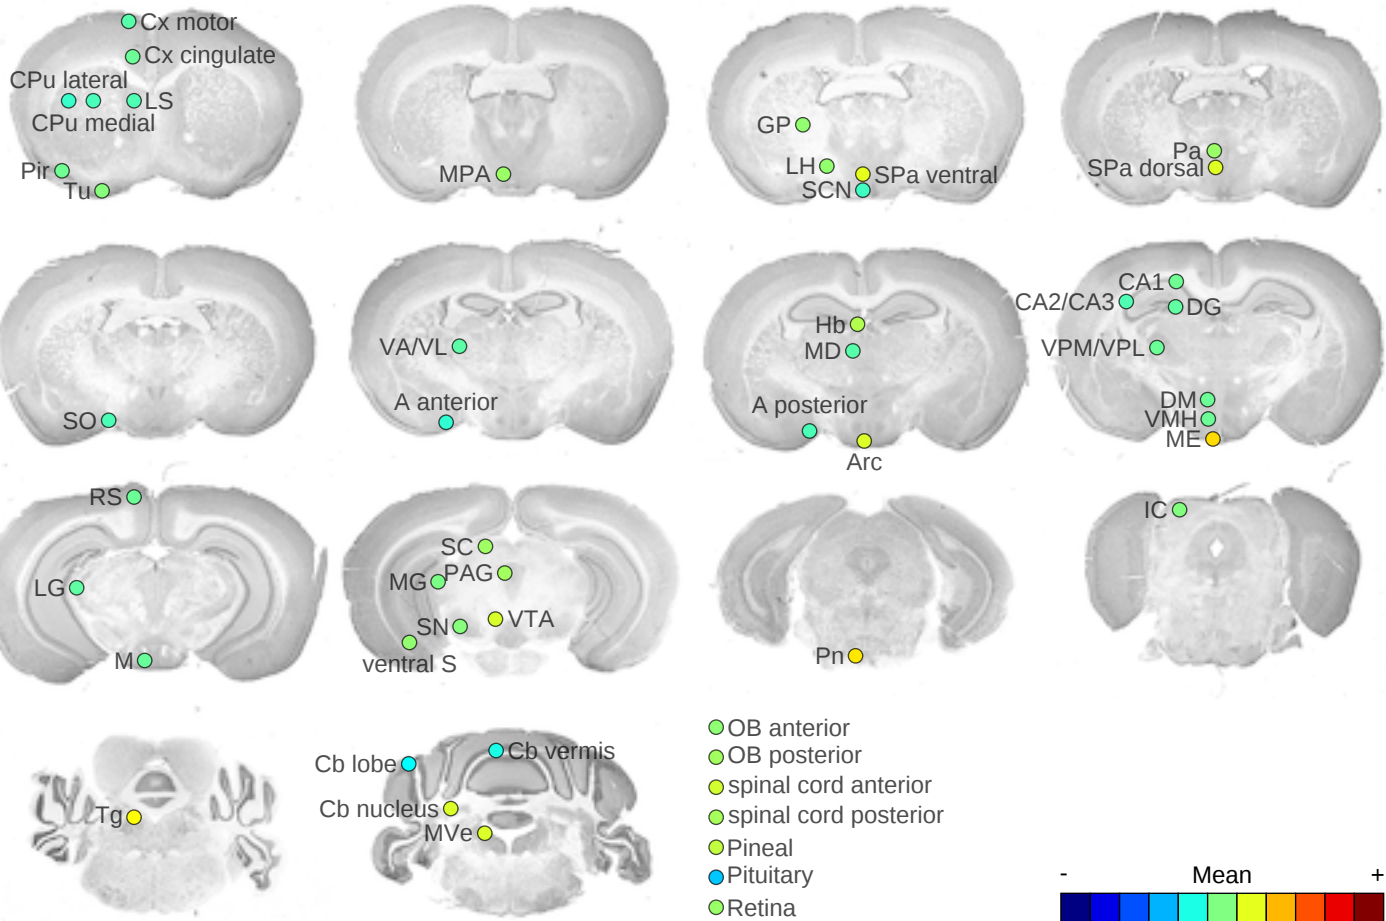 Cx motor
Cx cingulate
CPu lateral
LS
CPu medial
Pir
Tu
MPA
GP
LH
SPa ventral
SCN
Pa
SPa dorsal
SO
VA/VL
A anterior
Hb
MD
A posterior
Arc
CA1
CA2/CA3
DG
VPM/VPL
DM
VMH
ME
RS
LG
M
SC
PAG
MG
SN
VTA
ventral S
Pn
IC
Tg
Cb lobe
Cb vermis
Cb nucleus
MVe
OB anterior
OB posterior
spinal cord anterior
spinal cord posterior
Pineal
Pituitary
Retina
- Mean +